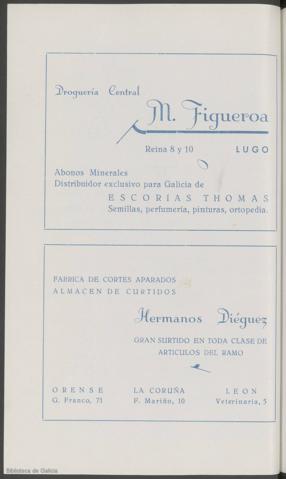 Droguería Central
M. Figueroa
Reina 8 y 10 LUGO
Abonos Minerales
Distribuidor exclusivo para Galicia de
ESCORIAS THOMAS
Semillas, perfumería, pinturas, ortopedia.
FABRICA DE CORTES APARADOS
ALMACEN DE CURTIDOS
Hermanos Diéguez
GRAN SURTIDO EN TODA CLASE DE
ARTICULOS DEL RAMO
ORENSE LA CORUÑA LEON
G. Franco, 71 F. Mariño, 10 Veterinaria, 5
Biblioteca de Galicia